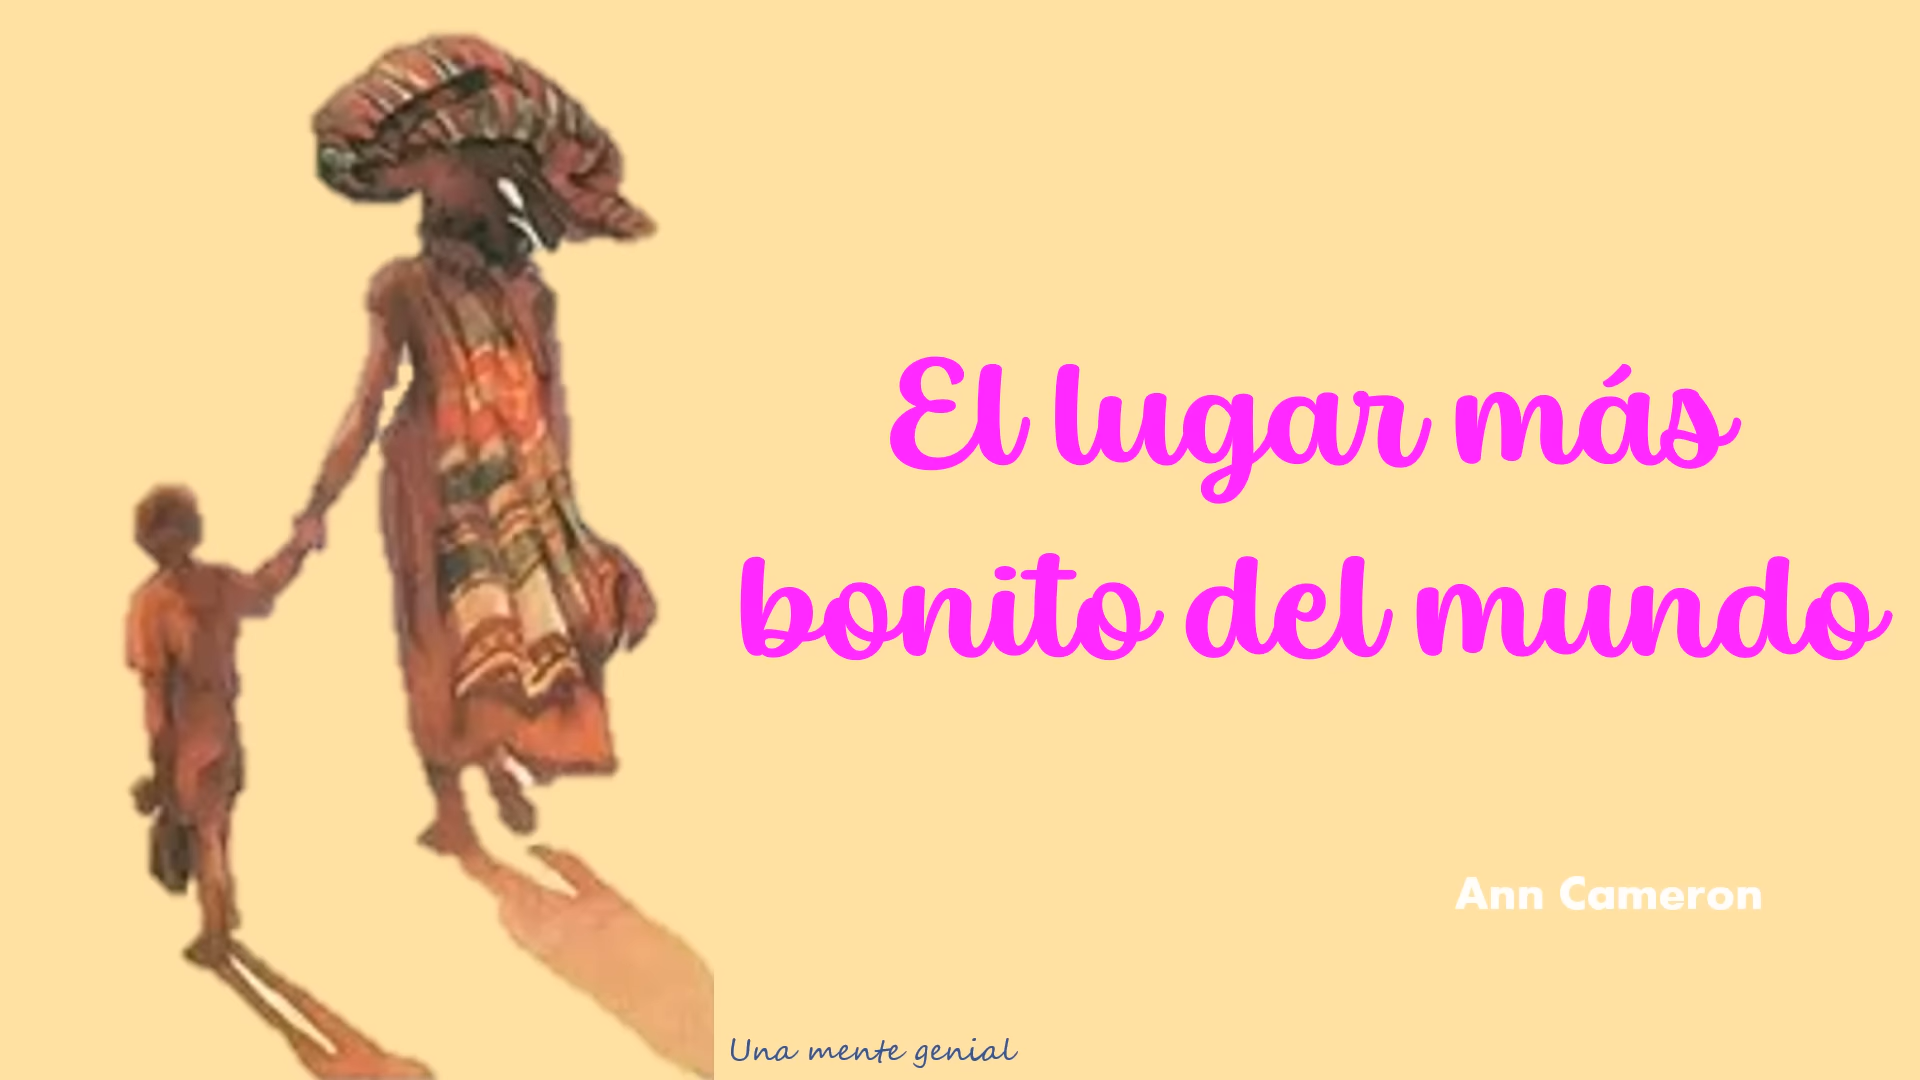 El lugar más
bonito del mundo
Ann Cameron
Una mente genial